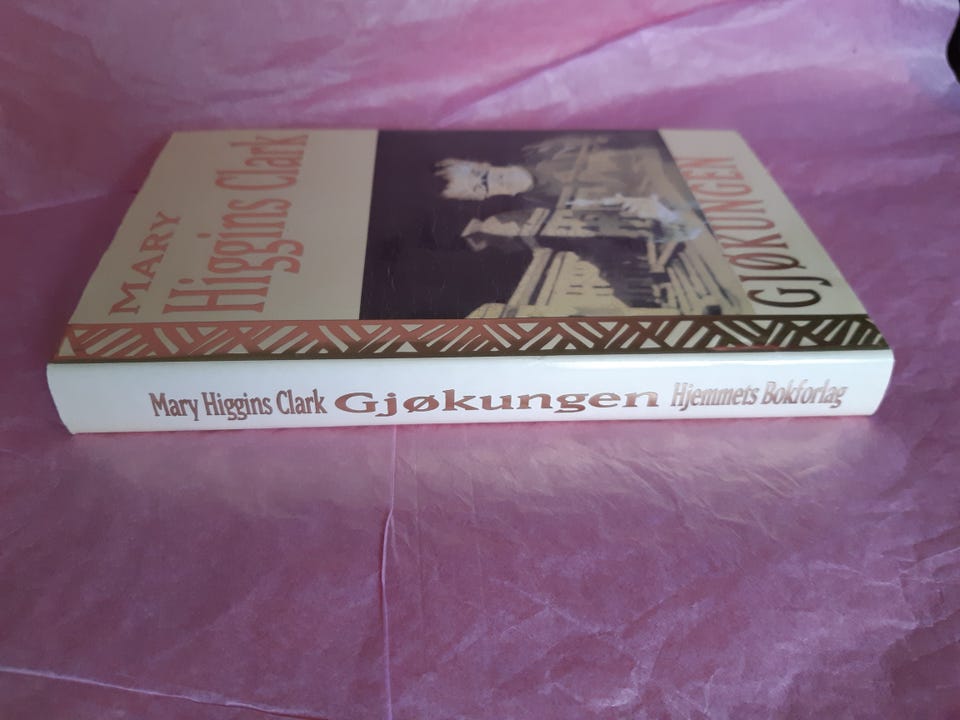 MARY
Higgins Clark
GJØKUNGEN
Mary Higgins Clark Gjøkungen Hjemmets Bokforlag